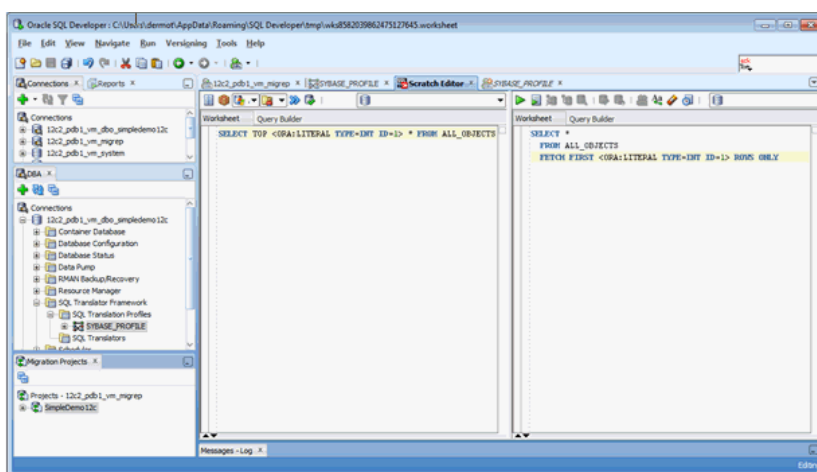 Oracle SQL Developer : C:\Users\dermot\AppData\Roaming\SQL Developer\tmp\wks8582039862475127645.worksheet
File Edit View Navigate Run Versioning Tools Help
Connections x Reports x
12c2_pdb1_vm_migrep x SYBASE_PROFILE x Scratch Editor x SYBASE_PROFILE x
Connections
12c2_pdb1_vm_dbo_simpledemo12c
12c2_pdb1_vm_migrep
12c2_pdb1_vm_system
DBA x
Connections
12c2_pdb1_vm_dbo_simpledemo12c
Container Database
Database Configuration
Database Status
Data Pump
RMAN Backup/Recovery
Resource Manager
SQL Translator Framework
SQL Translation Profiles
SYBASE_PROFILE
SQL Translators
Scheduler
Migration Projects x
Projects - 12c2_pdb1_vm_migrep
SimpleDemo12c
Worksheet Query Builder
SELECT TOP <ORA:LITERAL TYPE=INT ID=1> * FROM ALL_OBJECTS
Worksheet Query Builder
SELECT *
FROM ALL_OBJECTS
FETCH FIRST <ORA:LITERAL TYPE=INT ID=1> ROWS ONLY
Messages - Log x